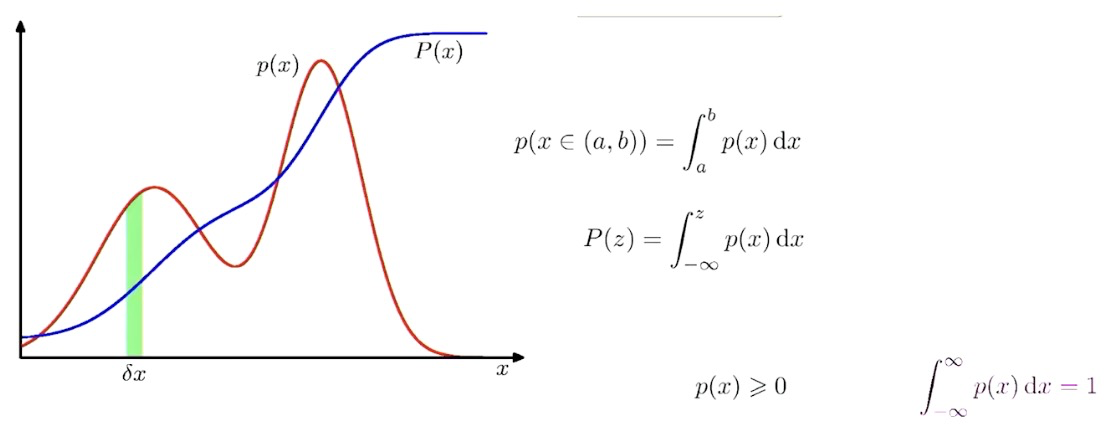 p(x)
P(x)
δx
x
p(x ∈ (a, b)) = ∫_a^b p(x) dx
P(z) = ∫_{−∞}^z p(x) dx
p(x) ⩾ 0
∫_{−∞}^∞ p(x) dx = 1